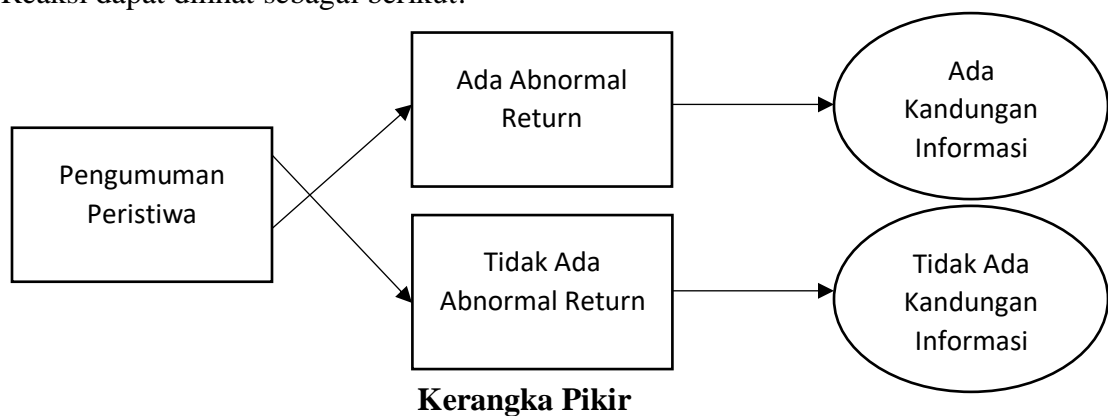 Reaksi dapat dilihat sebagai berikut:
Pengumuman
Peristiwa
Ada Abnormal
Return
Ada
Kandungan
Informasi
Tidak Ada
Abnormal Return
Tidak Ada
Kandungan
Informasi
Kerangka Pikir